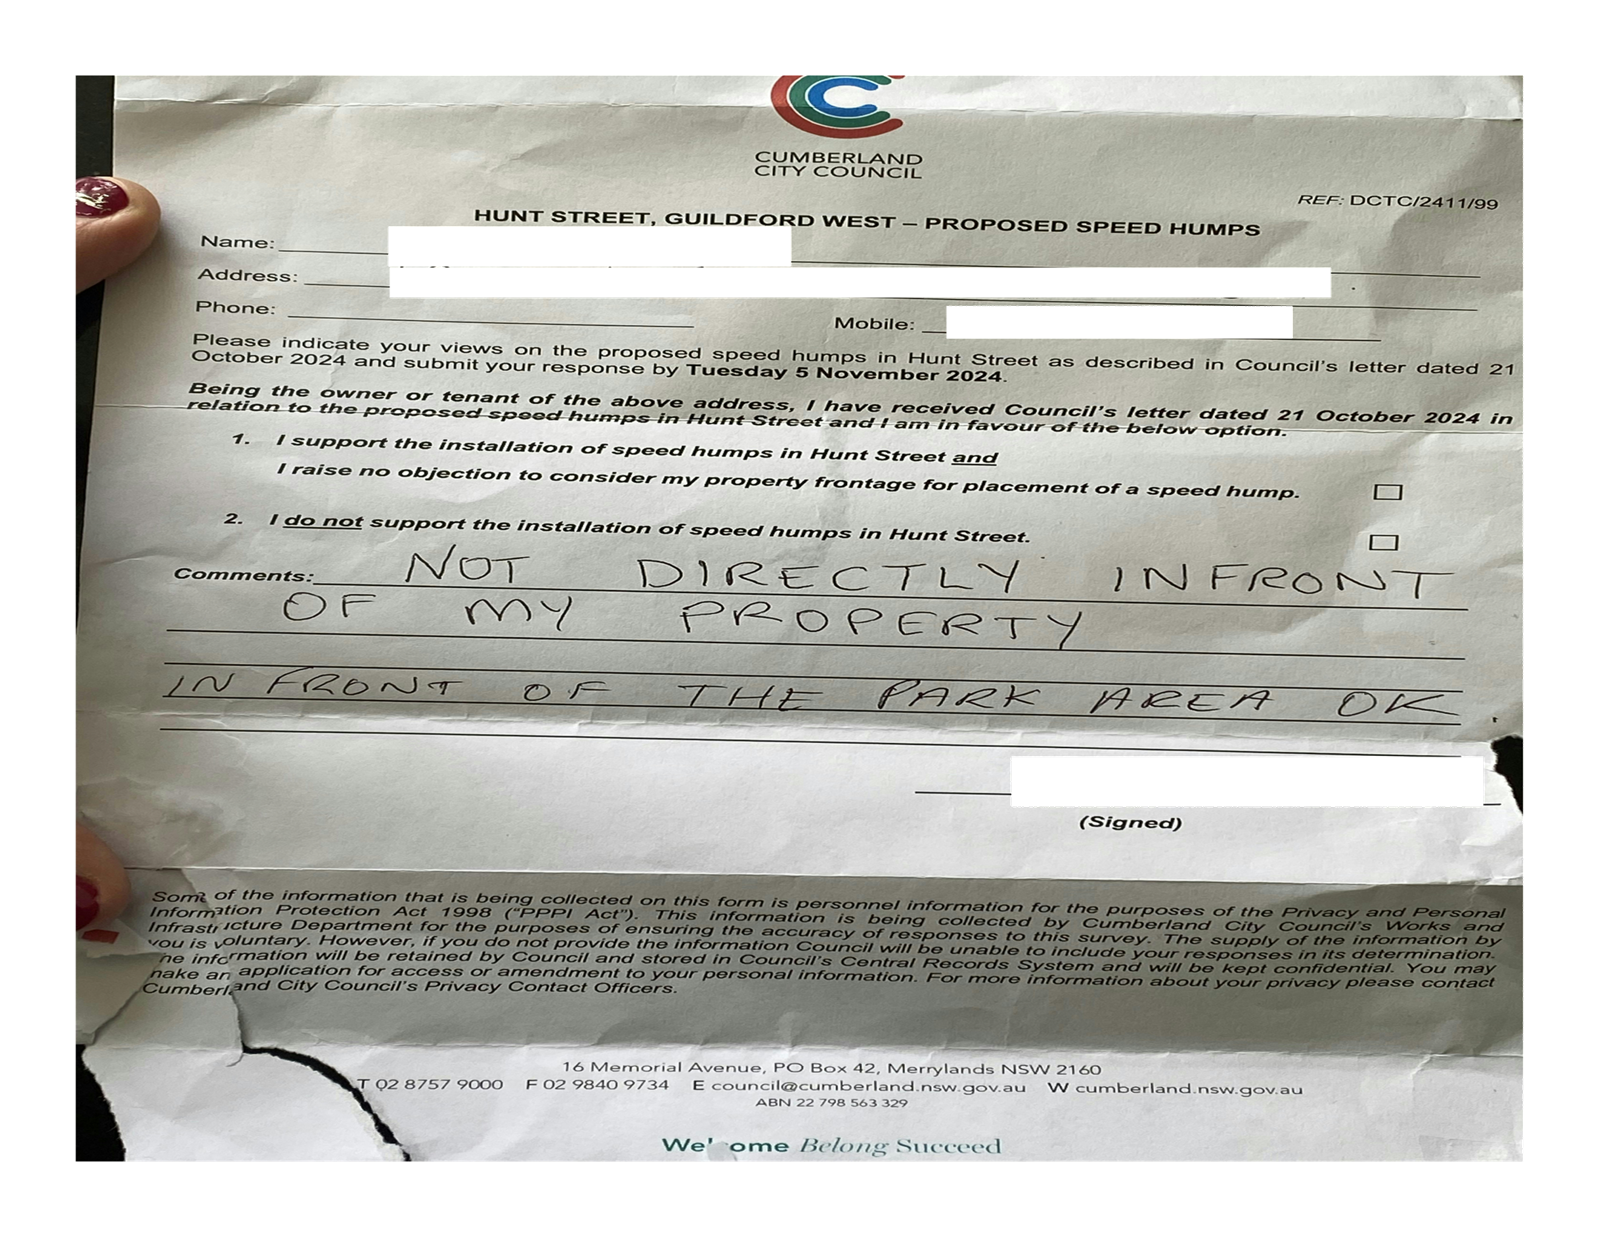 CUMBERLAND
CITY COUNCIL
REF: DCTC/2411/99
HUNT STREET, GUILDFORD WEST – PROPOSED SPEED HUMPS
Name:
Address:
Phone: Mobile:
Please indicate your views on the proposed speed humps in Hunt Street as described in Council's letter dated 21
October 2024 and submit your response by Tuesday 5 November 2024.
Being the owner or tenant of the above address, I have received Council's letter dated 21 October 2024 in
relation to the proposed speed humps in Hunt Street and I am in favour of the below option.
1. I support the installation of speed humps in Hunt Street and
I raise no objection to consider my property frontage for placement of a speed hump.
2. I do not support the installation of speed humps in Hunt Street.
Comments: NOT DIRECTLY INFRONT
OF MY PROPERTY
IN FRONT OF THE PARK AREA OK
(Signed)
Some of the information that is being collected on this form is personnel information for the purposes of the Privacy and Personal
Information Protection Act 1998 ("PPPI Act"). This information is being collected by Cumberland City Council's Works and
Infrastructure Department for the purposes of ensuring the accuracy of responses to this survey. The supply of the information by
you is voluntary. However, if you do not provide the information Council will be unable to include your responses in its determination.
he information will be retained by Council and stored in Council's Central Records System and will be kept confidential. You may
make an application for access or amendment to your personal information. For more information about your privacy please contact
Cumberland City Council's Privacy Contact Officers.
16 Memorial Avenue, PO Box 42, Merrylands NSW 2160
T 02 8757 9000 F 02 9840 9734 E council@cumberland.nsw.gov.au W cumberland.nsw.gov.au
ABN 22 798 563 329
Welcome Belong Succeed